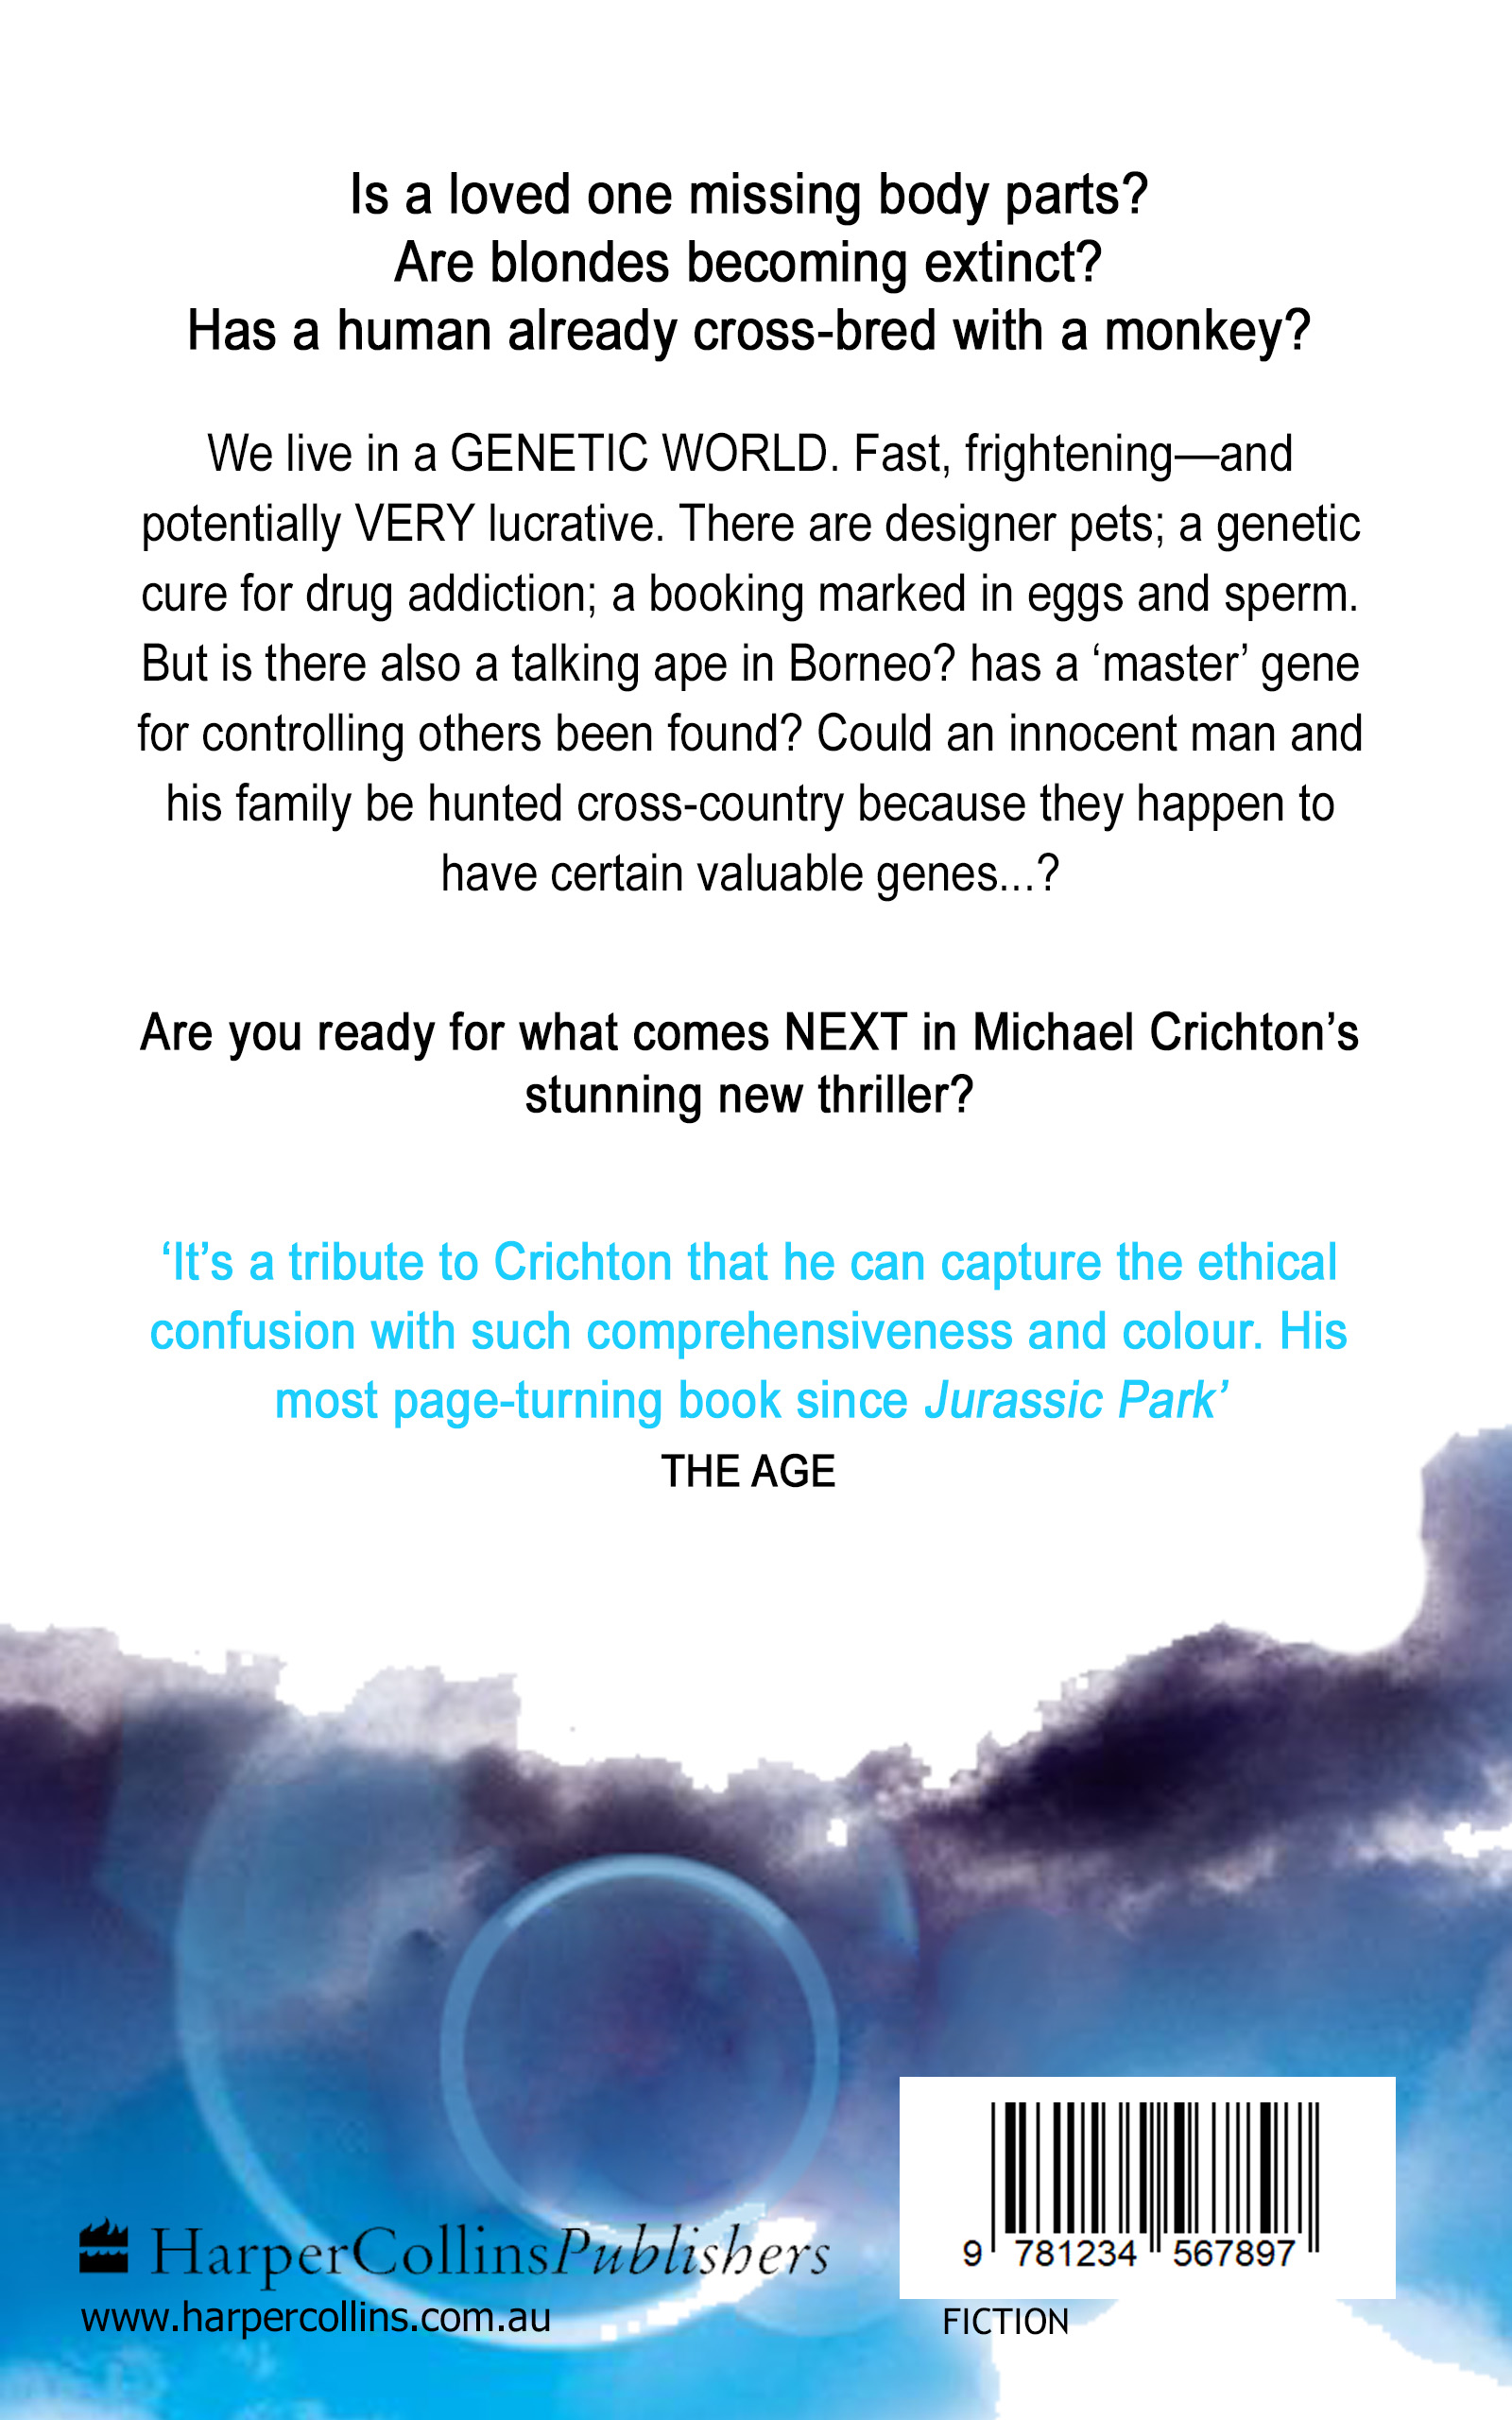 Is a loved one missing body parts?
Are blondes becoming extinct?
Has a human already cross-bred with a monkey?
We live in a GENETIC WORLD. Fast, frightening—and
potentially VERY lucrative. There are designer pets; a genetic
cure for drug addiction; a booking marked in eggs and sperm.
But is there also a talking ape in Borneo? has a ‘master’ gene
for controlling others been found? Could an innocent man and
his family be hunted cross-country because they happen to
have certain valuable genes...?
Are you ready for what comes NEXT in Michael Crichton’s
stunning new thriller?
‘It’s a tribute to Crichton that he can capture the ethical
confusion with such comprehensiveness and colour. His
most page-turning book since Jurassic Park’
THE AGE
HarperCollinsPublishers
www.harpercollins.com.au
9 781234 567897
FICTION